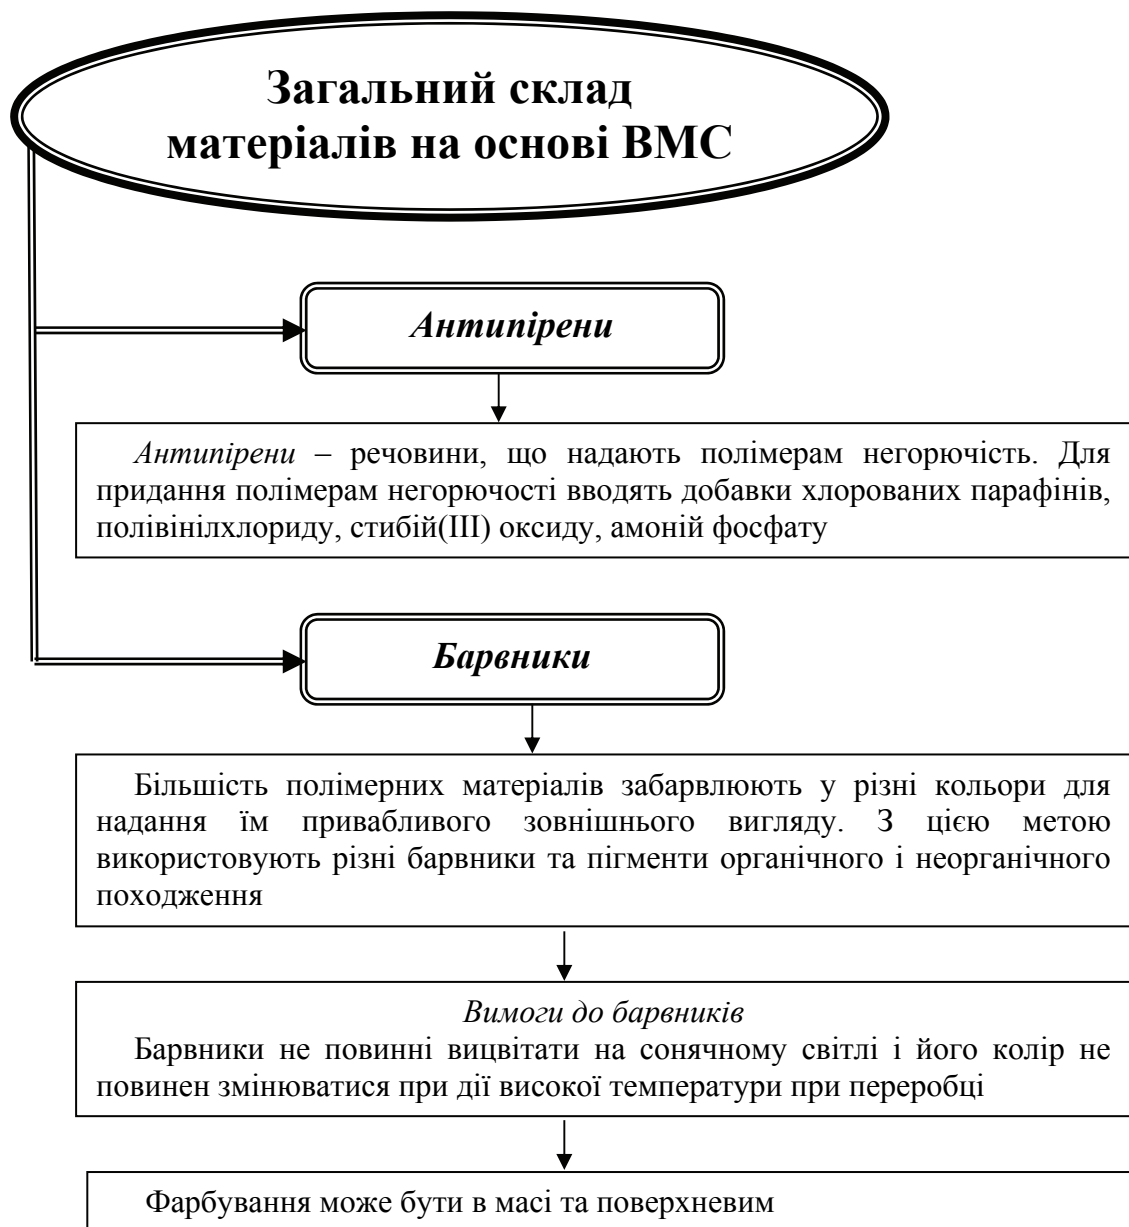 Загальний склад
матеріалів на основі ВМС
Антипірени
Антипірени – речовини, що надають полімерам негорючість. Для
придання полімерам негорючості вводять добавки хлорованих парафінів,
полівінілхлориду, стибій(III) оксиду, амоній фосфату
Барвники
Більшість полімерних матеріалів забарвлюють у різні кольори для
надання їм привабливого зовнішнього вигляду. З цією метою
використовують різні барвники та пігменти органічного і неорганічного
походження
Вимоги до барвників
Барвники не повинні вицвітати на сонячному світлі і його колір не
повинен змінюватися при дії високої температури при переробці
Фарбування може бути в масі та поверхневим